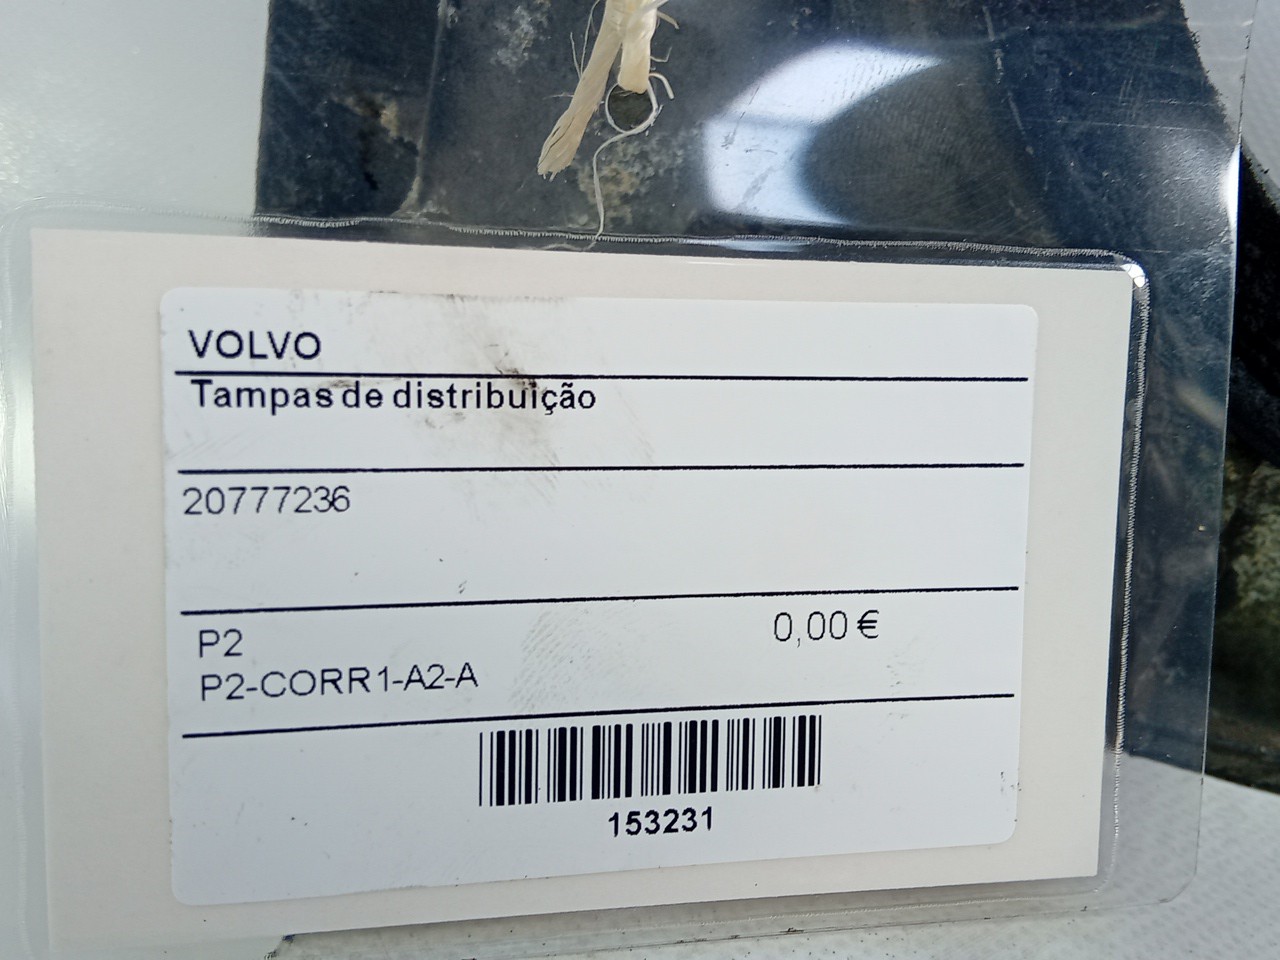 VOLVO
Tampas de distribuição
20777236
P2
0,00 €
P2-CORR1-A2-A
153231